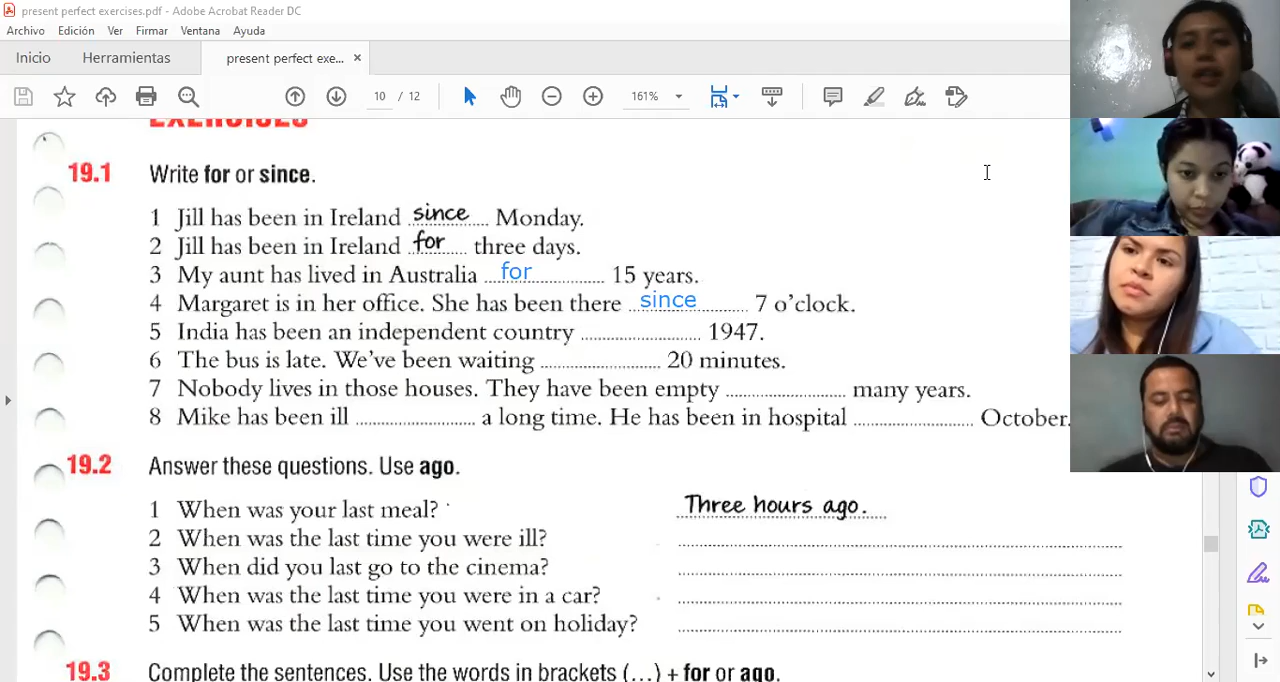 present perfect exercises.pdf - Adobe Acrobat Reader DC
Archivo Edición Ver Firmar Ventana Ayuda
Inicio Herramientas present perfect exe... ×
10 / 12 161%
EXERCISES
19.1 Write for or since.
1 Jill has been in Ireland since Monday.
2 Jill has been in Ireland for three days.
3 My aunt has lived in Australia for 15 years.
4 Margaret is in her office. She has been there since 7 o'clock.
5 India has been an independent country .................... 1947.
6 The bus is late. We've been waiting .................... 20 minutes.
7 Nobody lives in those houses. They have been empty .................... many years.
8 Mike has been ill .................... a long time. He has been in hospital .................... October.
19.2 Answer these questions. Use ago.
1 When was your last meal? Three hours ago.
2 When was the last time you were ill?
3 When did you last go to the cinema?
4 When was the last time you were in a car?
5 When was the last time you went on holiday?
19.3 Complete the sentences. Use the words in brackets (...) + for or ago.